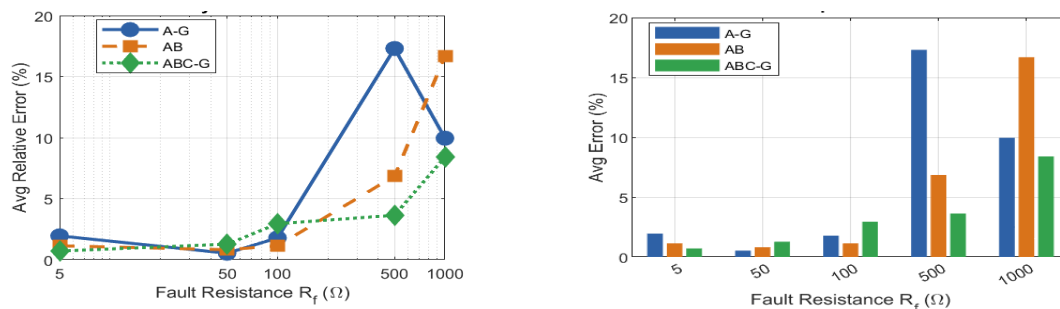 20
15
10
5
0
Avg Relative Error (%)
A-G
AB
ABC-G
5
50
100
500
1000
Fault Resistance R_f (Ω)
20
15
10
5
0
Avg Error (%)
A-G
AB
ABC-G
5
50
100
500
1000
Fault Resistance R_f (Ω)